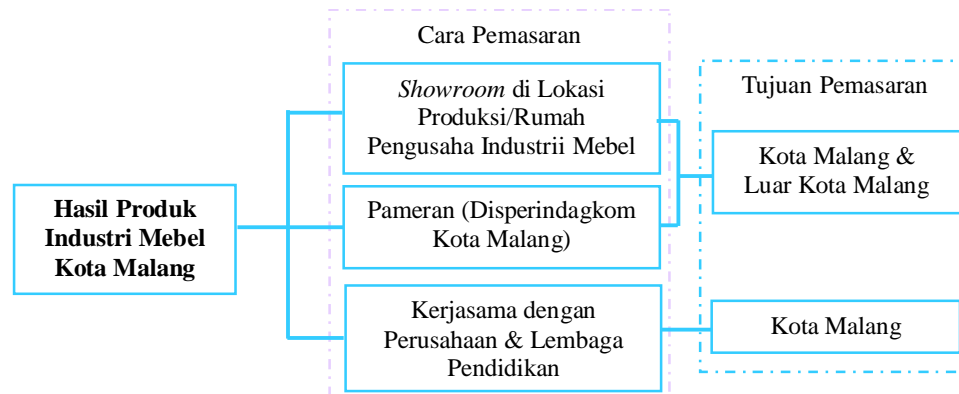 Cara Pemasaran
Showroom di Lokasi
Produksi/Rumah
Pengusaha Industrii Mebel
Tujuan Pemasaran
Kota Malang &
Luar Kota Malang
Hasil Produk
Industri Mebel
Kota Malang
Pameran (Disperindagkom
Kota Malang)
Kerjasama dengan
Perusahaan & Lembaga
Pendidikan
Kota Malang